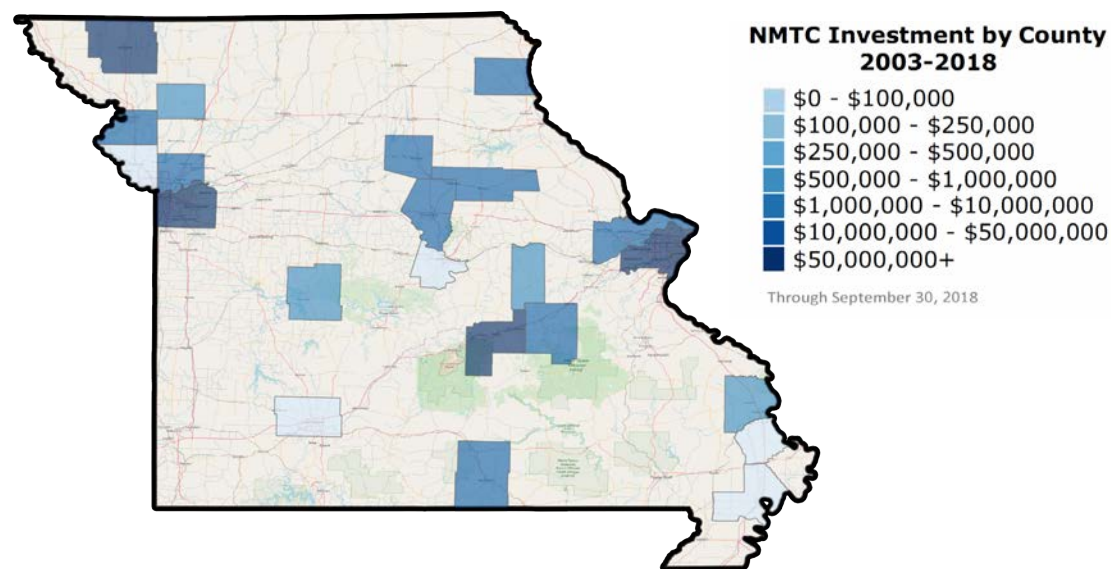 NMTC Investment by County
2003-2018
$0 - $100,000
$100,000 - $250,000
$250,000 - $500,000
$500,000 - $1,000,000
$1,000,000 - $10,000,000
$10,000,000 - $50,000,000
$50,000,000+
Through September 30, 2018